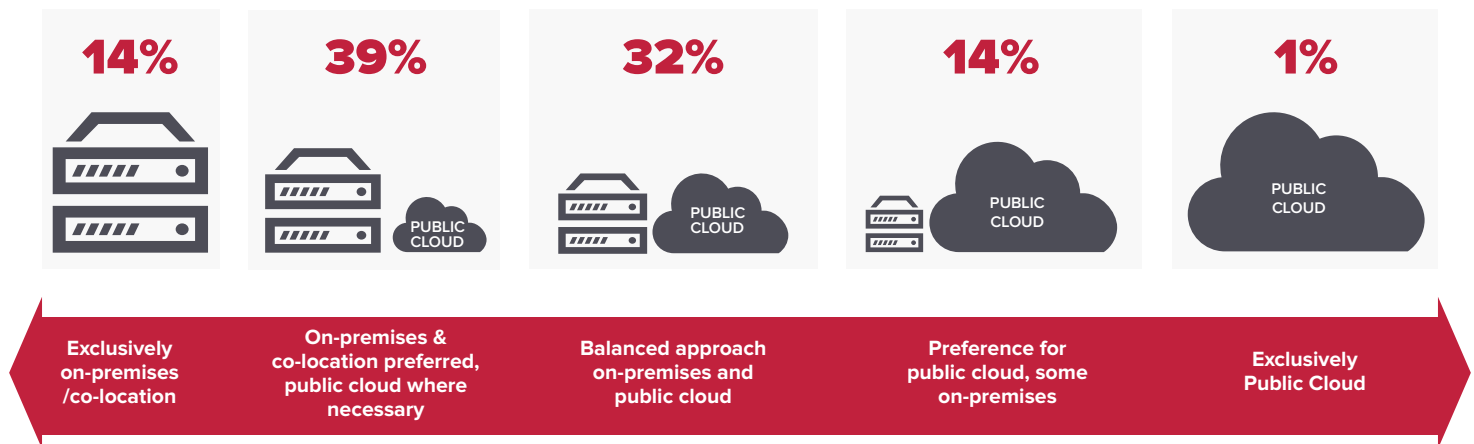 14%
39%
32%
14%
1%
PUBLIC
CLOUD
PUBLIC
CLOUD
PUBLIC
CLOUD
PUBLIC
CLOUD
Exclusively
on-premises
/co-location
On-premises &
co-location preferred,
public cloud where
necessary
Balanced approach
on-premises and
public cloud
Preference for
public cloud, some
on-premises
Exclusively
Public Cloud